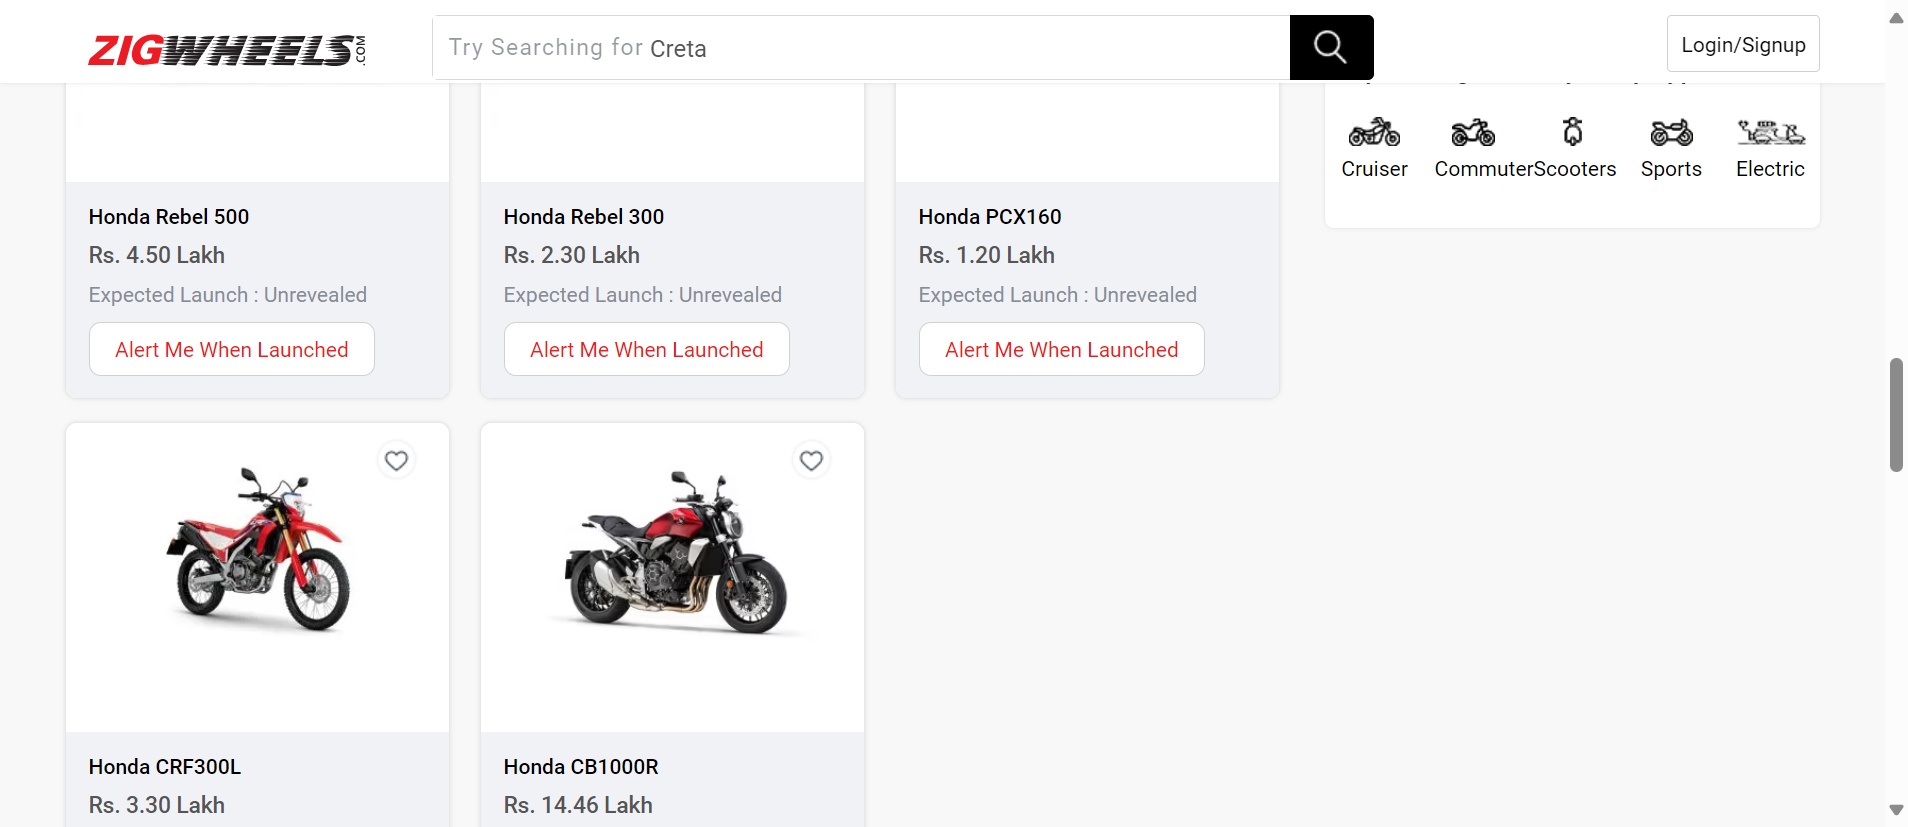 ZIGWHEELS.COM
Try Searching for Creta
Login/Signup
Cruiser
Commuter
Scooters
Sports
Electric
Honda Rebel 500
Rs. 4.50 Lakh
Expected Launch : Unrevealed
Alert Me When Launched
Honda Rebel 300
Rs. 2.30 Lakh
Expected Launch : Unrevealed
Alert Me When Launched
Honda PCX160
Rs. 1.20 Lakh
Expected Launch : Unrevealed
Alert Me When Launched
Honda CRF300L
Rs. 3.30 Lakh
Honda CB1000R
Rs. 14.46 Lakh